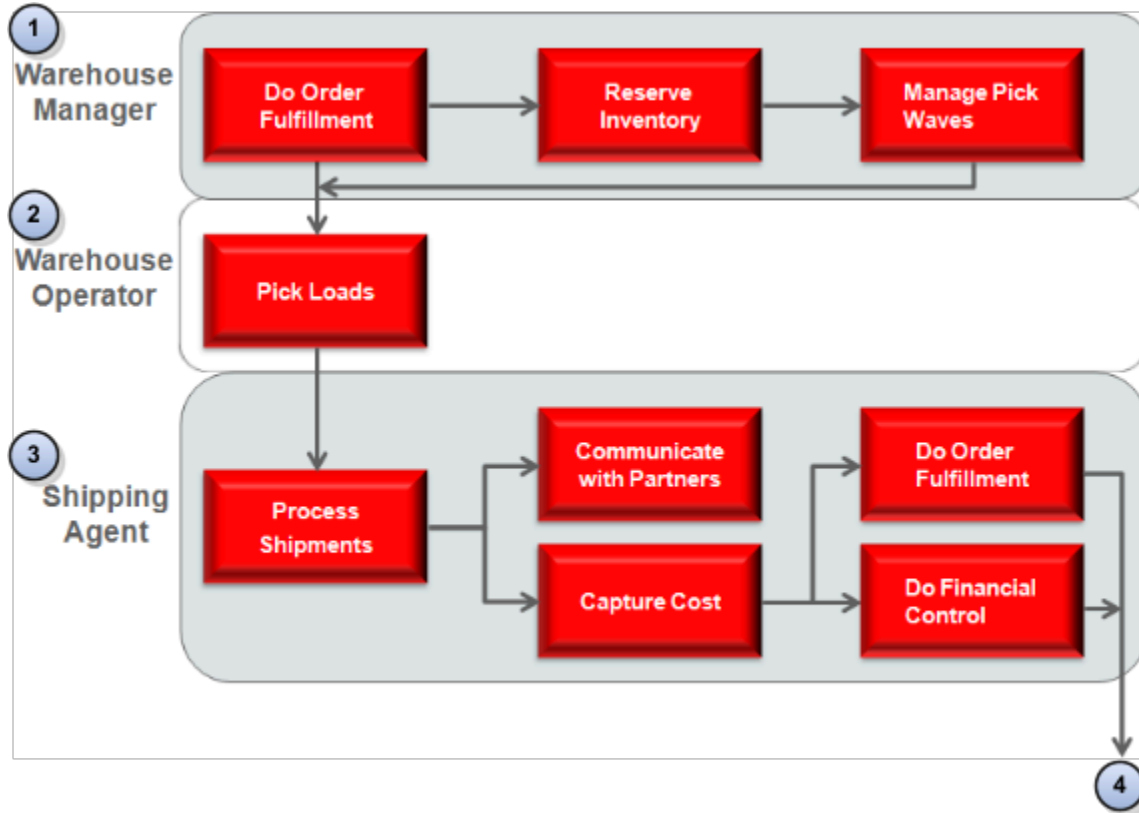 1
Warehouse
Manager
Do Order
Fulfillment
Reserve
Inventory
Manage Pick
Waves
2
Warehouse
Operator
Pick Loads
3
Shipping
Agent
Process
Shipments
Communicate
with Partners
Capture Cost
Do Order
Fulfillment
Do Financial
Control
4